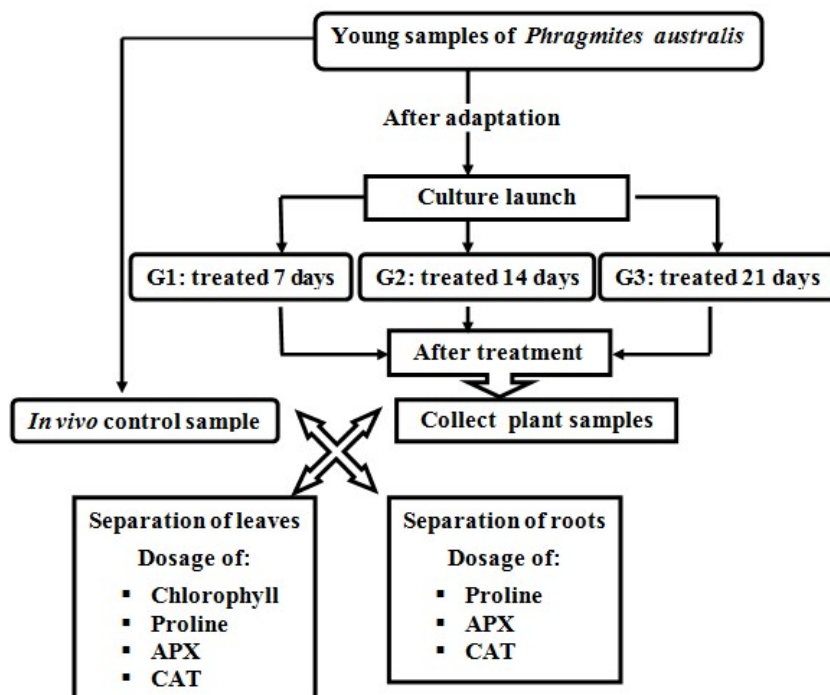 Young samples of Phragmites australis
After adaptation
Culture launch
G1: treated 7 days
G2: treated 14 days
G3: treated 21 days
After treatment
In vivo control sample
Collect plant samples
Separation of leaves
Dosage of:
▪ Chlorophyll
▪ Proline
▪ APX
▪ CAT
Separation of roots
Dosage of:
▪ Proline
▪ APX
▪ CAT